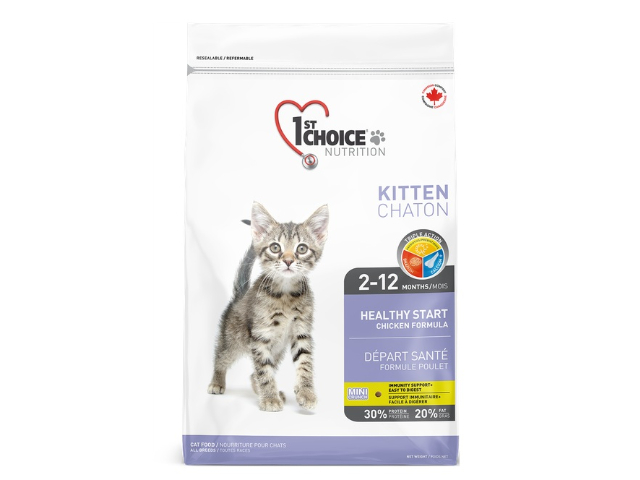 RESEALABLE / REFERMABLE
1ST
CHOICE
NUTRITION
KITTEN
CHATON
TRIPLE ACTION
2-12 MONTHS/MOIS
HEALTHY START
CHICKEN FORMULA
DÉPART SANTÉ
FORMULE POULET
MINI
IMMUNITY SUPPORT+
EASY TO DIGEST
SUPPORT IMMUNITAIRE+
FACILE À DIGÉRER
30% PROTEIN 20% FAT
CAT FOOD / NOURRITURE POUR CHATS
ALL BREEDS